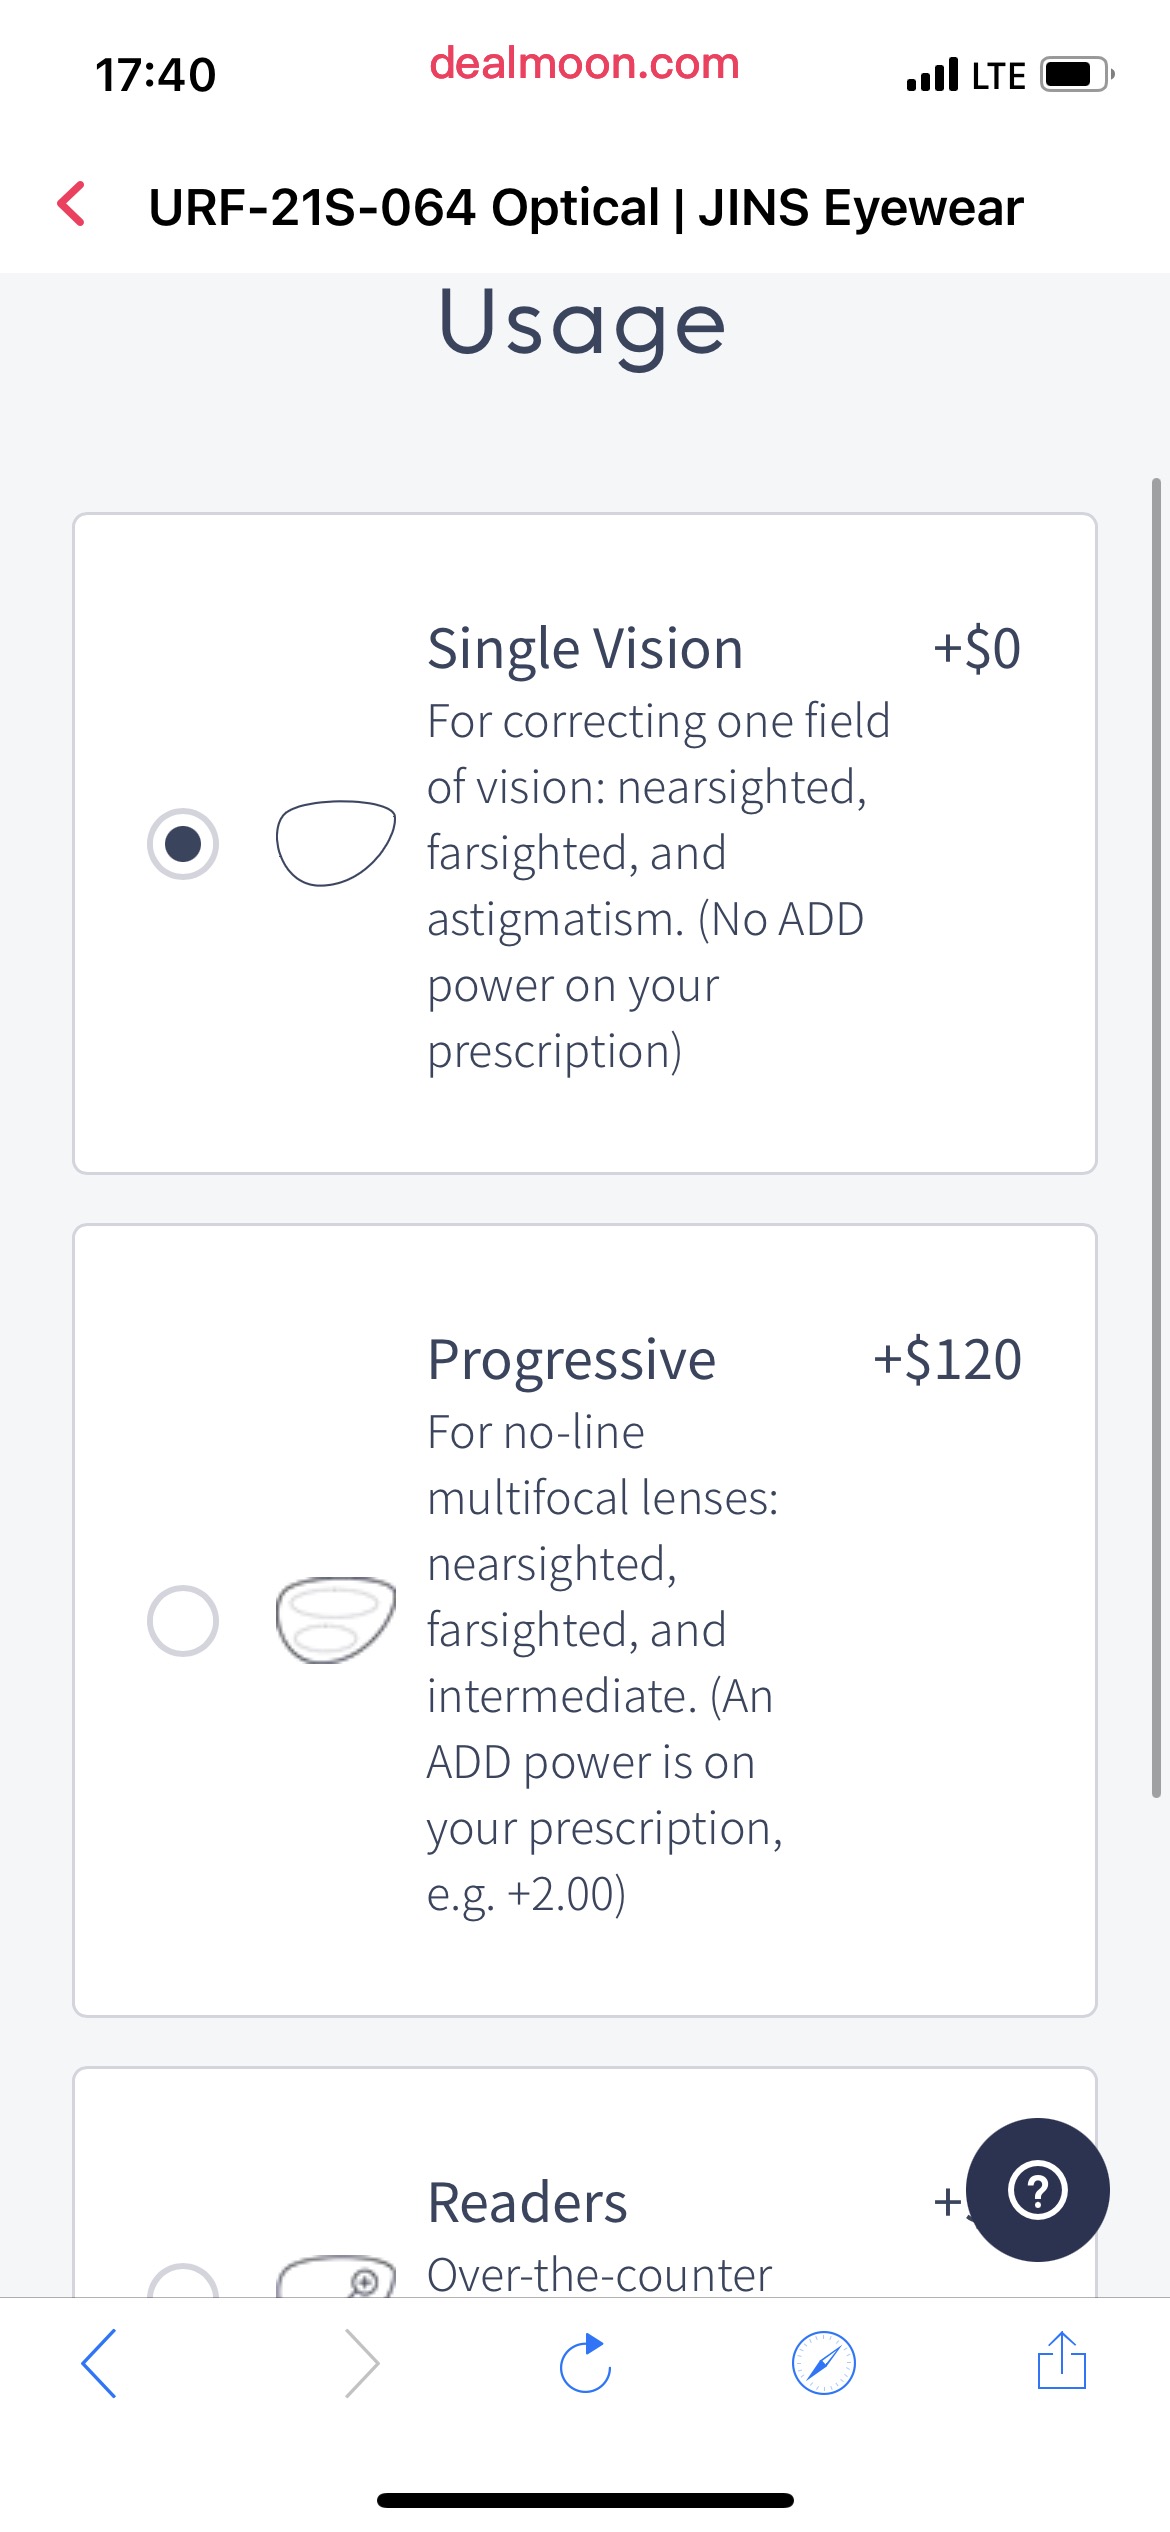 17:40
dealmoon.com
LTE
URF-21S-064 Optical | JINS Eyewear
Usage
Single Vision +$0
For correcting one field
of vision: nearsighted,
farsighted, and
astigmatism. (No ADD
power on your
prescription)
Progressive +$120
For no-line
multifocal lenses:
nearsighted,
farsighted, and
intermediate. (An
ADD power is on
your prescription,
e.g. +2.00)
Readers
Over-the-counter